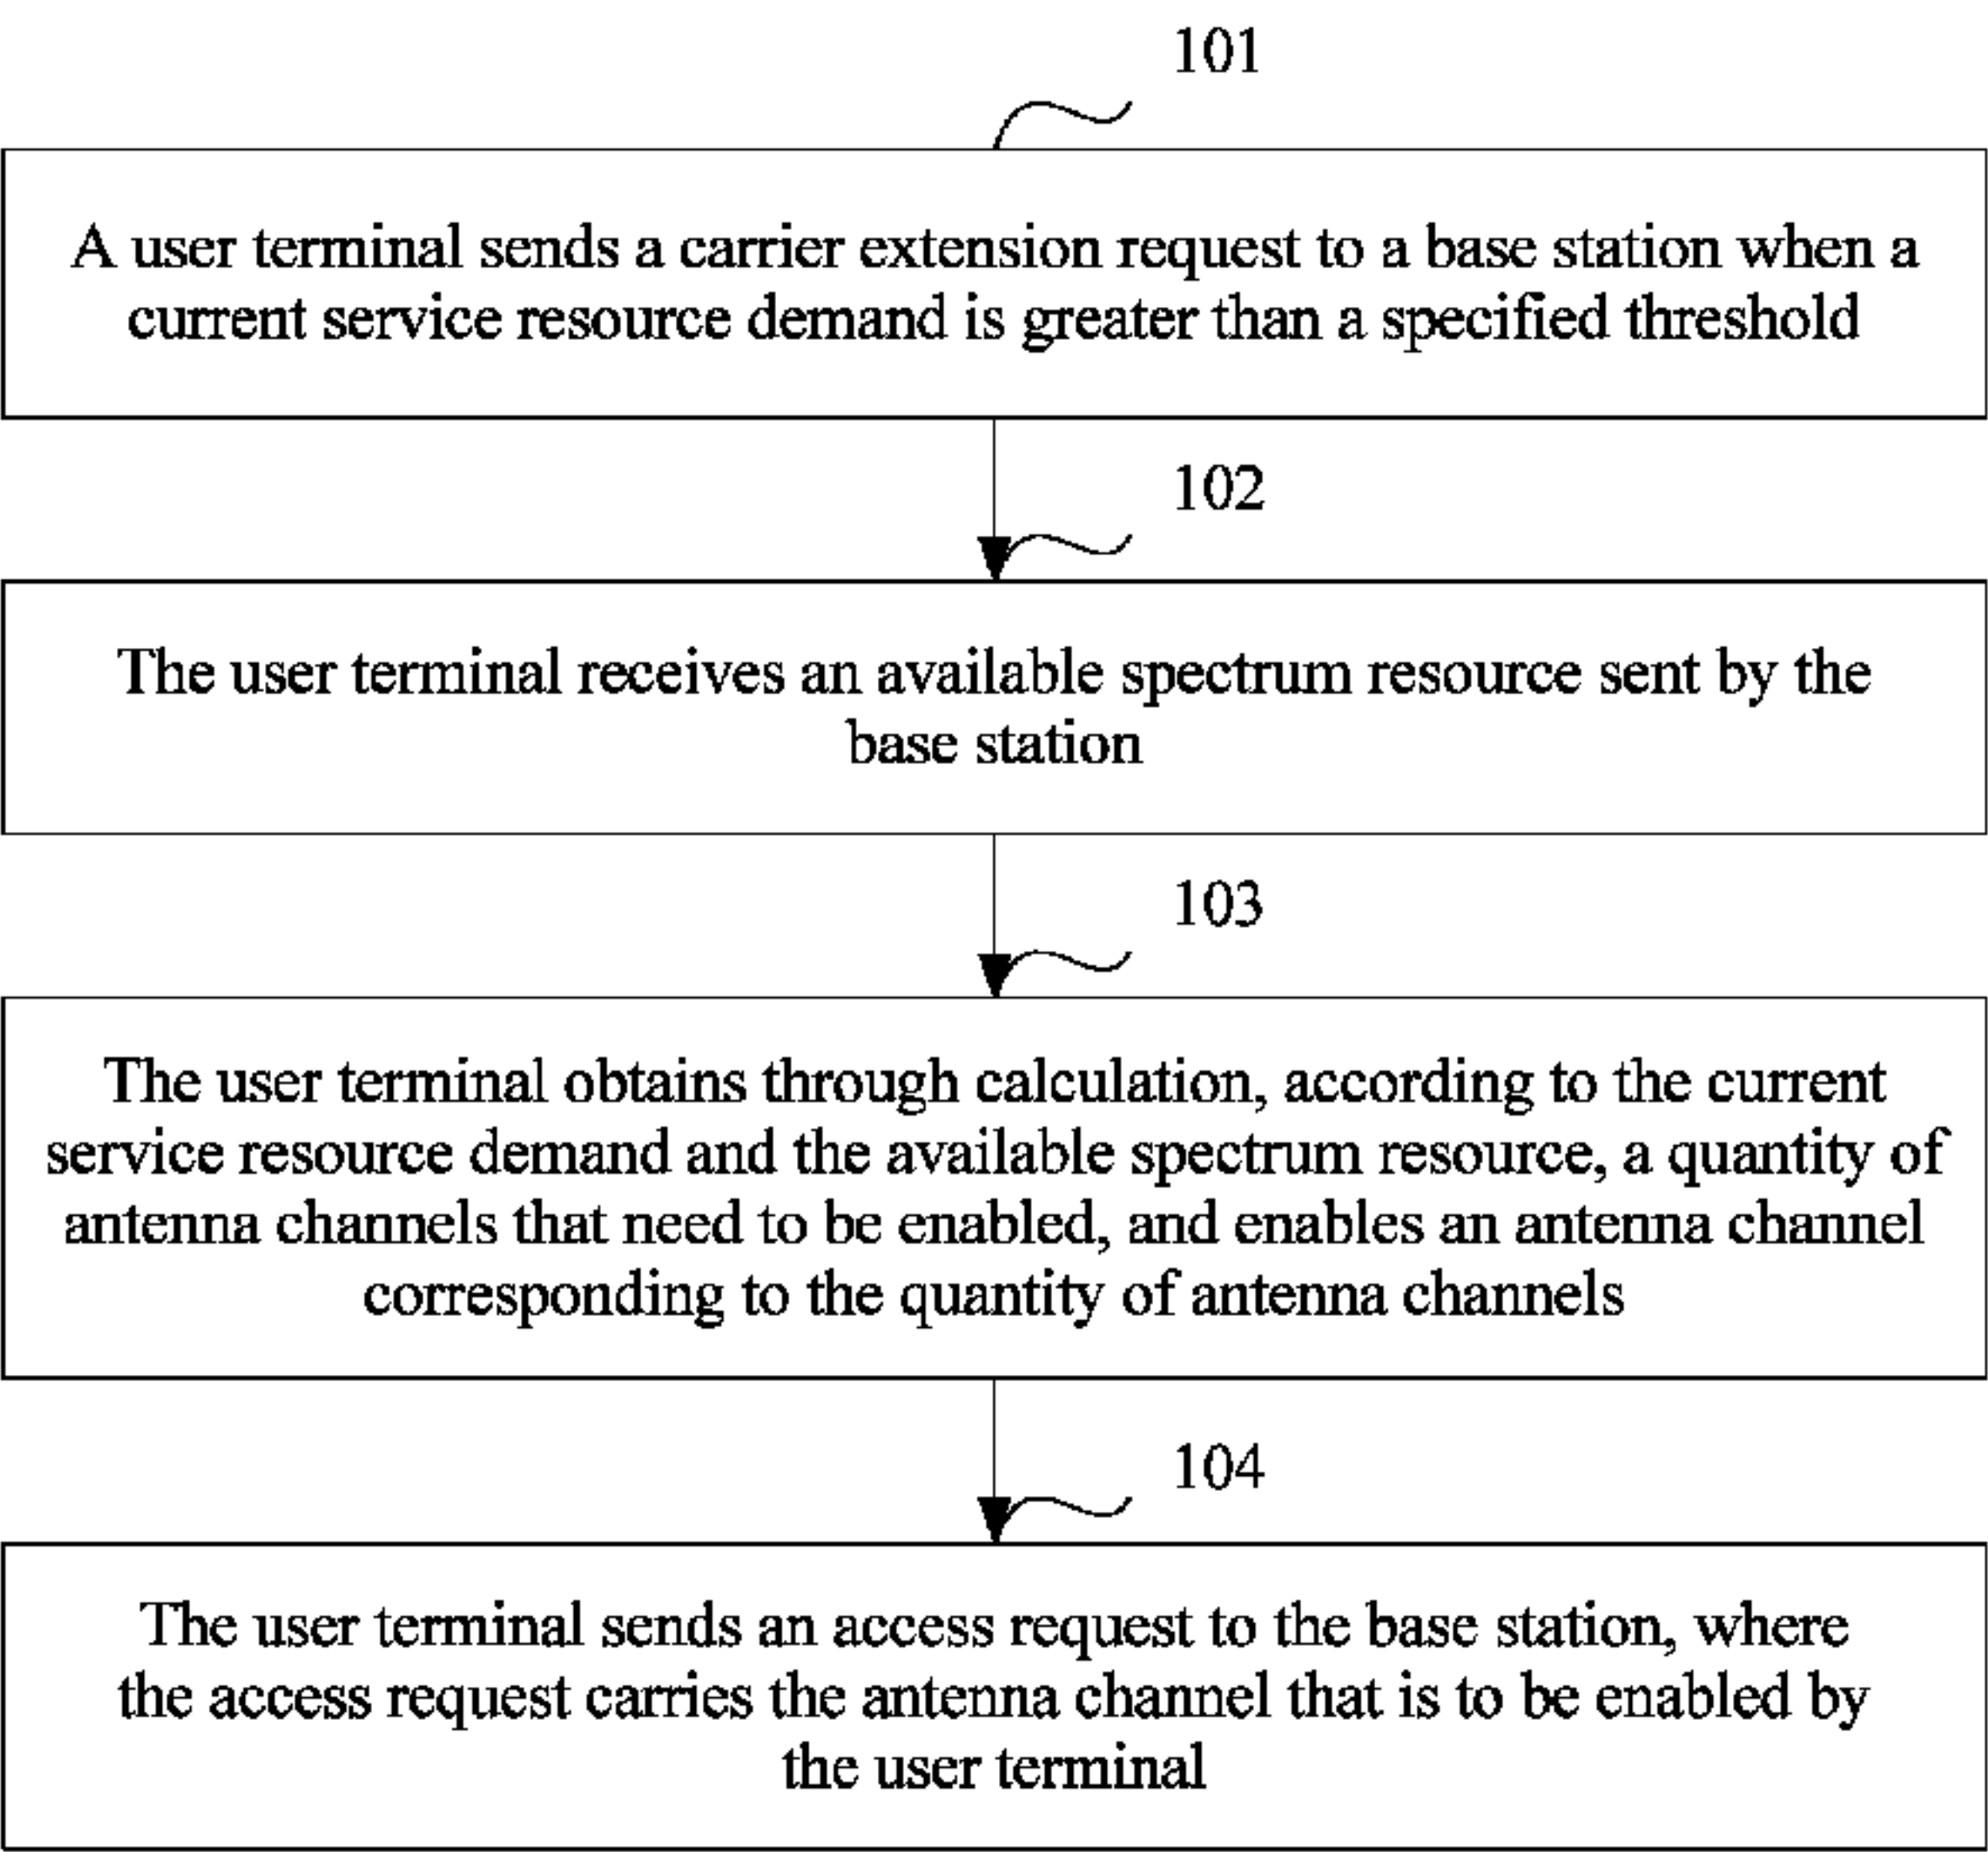 101
A user terminal sends a carrier extension request to a base station when a
current service resource demand is greater than a specified threshold
102
The user terminal receives an available spectrum resource sent by the
base station
103
The user terminal obtains through calculation, according to the current
service resource demand and the available spectrum resource, a quantity of
antenna channels that need to be enabled, and enables an antenna channel
corresponding to the quantity of antenna channels
104
The user terminal sends an access request to the base station, where
the access request carries the antenna channel that is to be enabled by
the user terminal